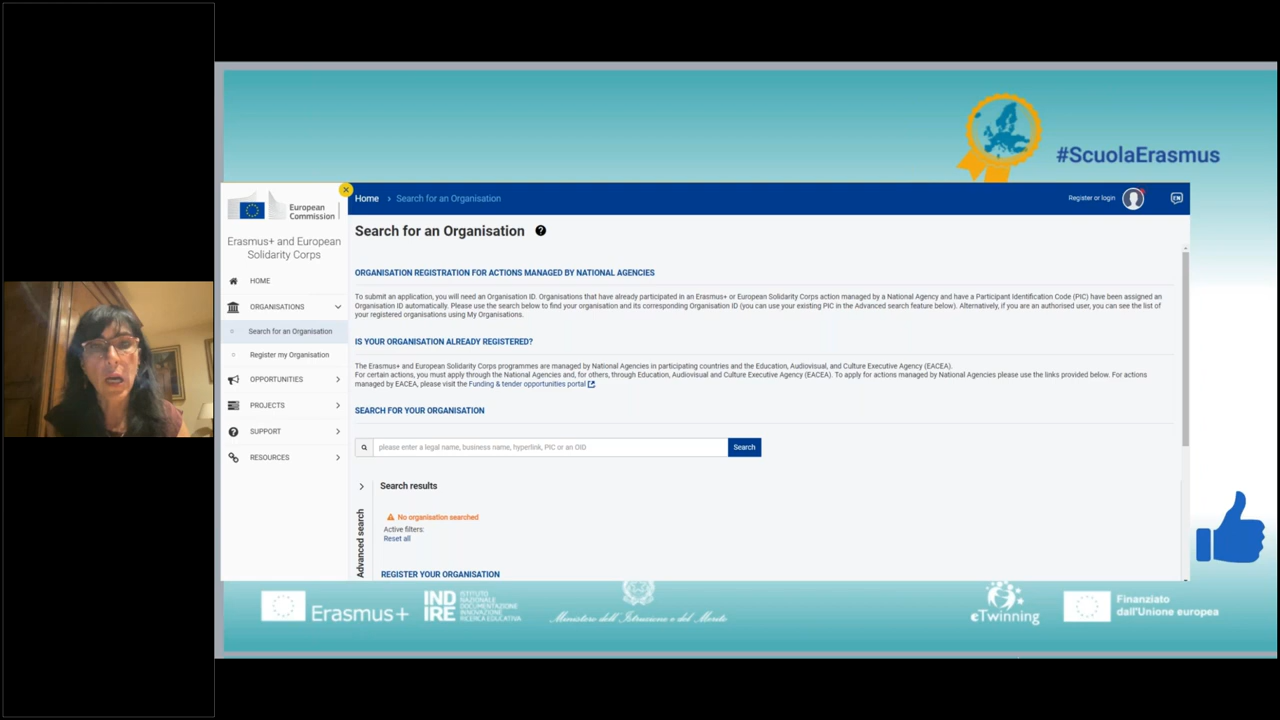 #ScuolaErasmus
European
Commission
Erasmus+ and European
Solidarity Corps
HOME
ORGANISATIONS
Search for an Organisation
Register my Organisation
OPPORTUNITIES
PROJECTS
SUPPORT
RESOURCES
Home › Search for an Organisation
Register or login
EN
Search for an Organisation ?
ORGANISATION REGISTRATION FOR ACTIONS MANAGED BY NATIONAL AGENCIES
To submit an application, you will need an Organisation ID. Organisations that have already participated in an Erasmus+ or European Solidarity Corps action managed by a National Agency and have a Participant Identification Code (PIC) have been assigned an
Organisation ID automatically. Please use the search below to find your organisation and its corresponding Organisation ID (you can use your existing PIC in the Advanced search feature below). Alternatively, if you are an authorised user, you can see the list of
your registered organisations using My Organisations.
IS YOUR ORGANISATION ALREADY REGISTERED?
The Erasmus+ and European Solidarity Corps programmes are managed by National Agencies in participating countries and the Education, Audiovisual, and Culture Executive Agency (EACEA).
For certain actions, you must apply through the National Agencies and, for others, through Education, Audiovisual and Culture Executive Agency (EACEA). To apply for actions managed by National Agencies please use the links provided below. For actions
managed by EACEA, please visit the Funding & tender opportunities portal
SEARCH FOR YOUR ORGANISATION
please enter a legal name, business name, hyperlink, PIC or an OID
Search
Advanced search
Search results
No organisation searched
Active filters:
Reset all
REGISTER YOUR ORGANISATION
Erasmus+
INDIRE
ISTITUTO
NAZIONALE
DOCUMENTAZIONE
INNOVAZIONE
RICERCA EDUCATIVA
Ministero dell'Istruzione e del Merito
eTwinning
Finanziato
dall'Unione europea